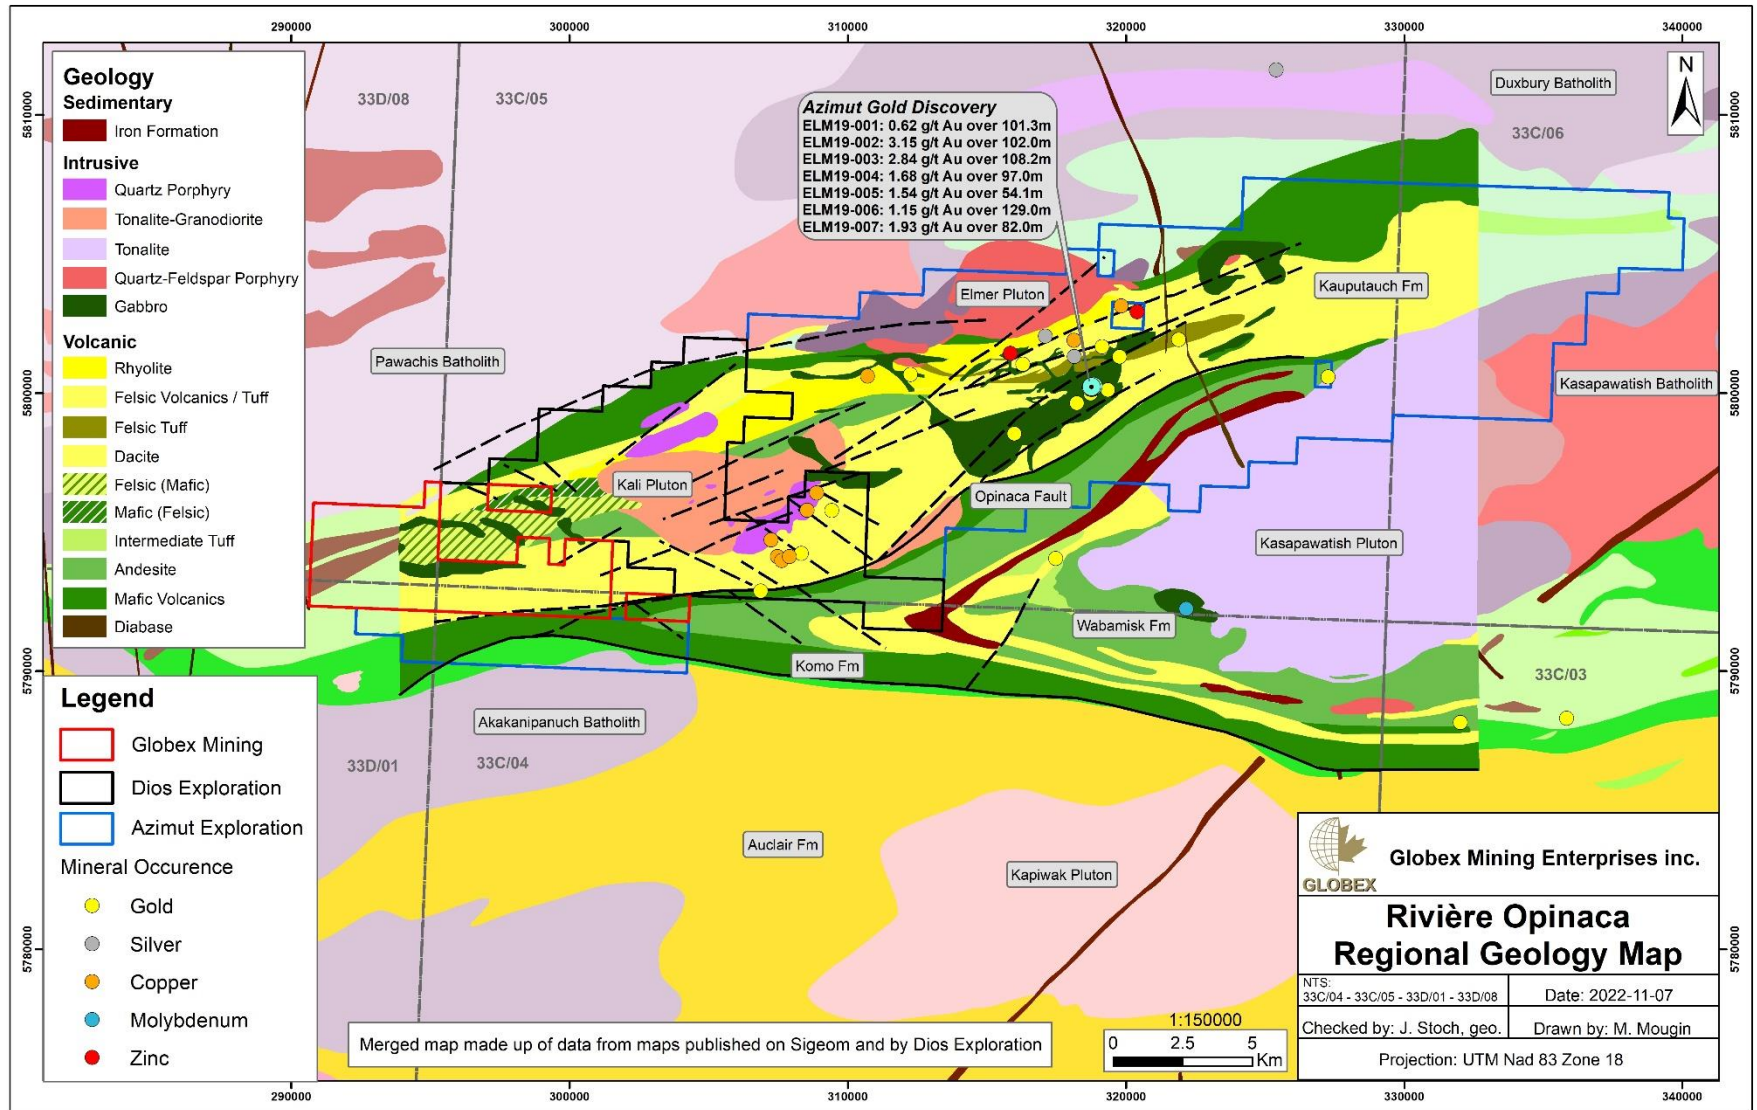 290000
300000
310000
320000
330000
340000
5810000
5800000
5790000
5780000
5810000
5800000
5790000
5780000
290000
300000
310000
320000
330000
340000
Geology
Sedimentary
Iron Formation
Intrusive
Quartz Porphyry
Tonalite-Granodiorite
Tonalite
Quartz-Feldspar Porphyry
Gabbro
Volcanic
Rhyolite
Felsic Volcanics / Tuff
Felsic Tuff
Dacite
Felsic (Mafic)
Mafic (Felsic)
Intermediate Tuff
Andesite
Mafic Volcanics
Diabase
Legend
Globex Mining
Dios Exploration
Azimut Exploration
Mineral Occurence
Gold
Silver
Copper
Molybdenum
Zinc
33D/08
33C/05
33C/06
33C/03
33D/01
33C/04
Azimut Gold Discovery
ELM19-001: 0.62 g/t Au over 101.3m
ELM19-002: 3.15 g/t Au over 102.0m
ELM19-003: 2.84 g/t Au over 108.2m
ELM19-004: 1.68 g/t Au over 97.0m
ELM19-005: 1.54 g/t Au over 54.1m
ELM19-006: 1.15 g/t Au over 129.0m
ELM19-007: 1.93 g/t Au over 82.0m
N
Duxbury Batholith
Elmer Pluton
Kauputauch Fm
Pawachis Batholith
Kasapawatish Batholith
Kali Pluton
Opinaca Fault
Kasapawatish Pluton
Wabamisk Fm
Komo Fm
Akakanipanuch Batholith
Auclair Fm
Kapiwak Pluton
Merged map made up of data from maps published on Sigeom and by Dios Exploration
1:150000
0 2.5 5
Km
GLOBEX
Globex Mining Enterprises inc.
Rivière Opinaca
Regional Geology Map
NTS:
33C/04 - 33C/05 - 33D/01 - 33D/08
Date: 2022-11-07
Checked by: J. Stoch, geo.
Drawn by: M. Mougin
Projection: UTM Nad 83 Zone 18